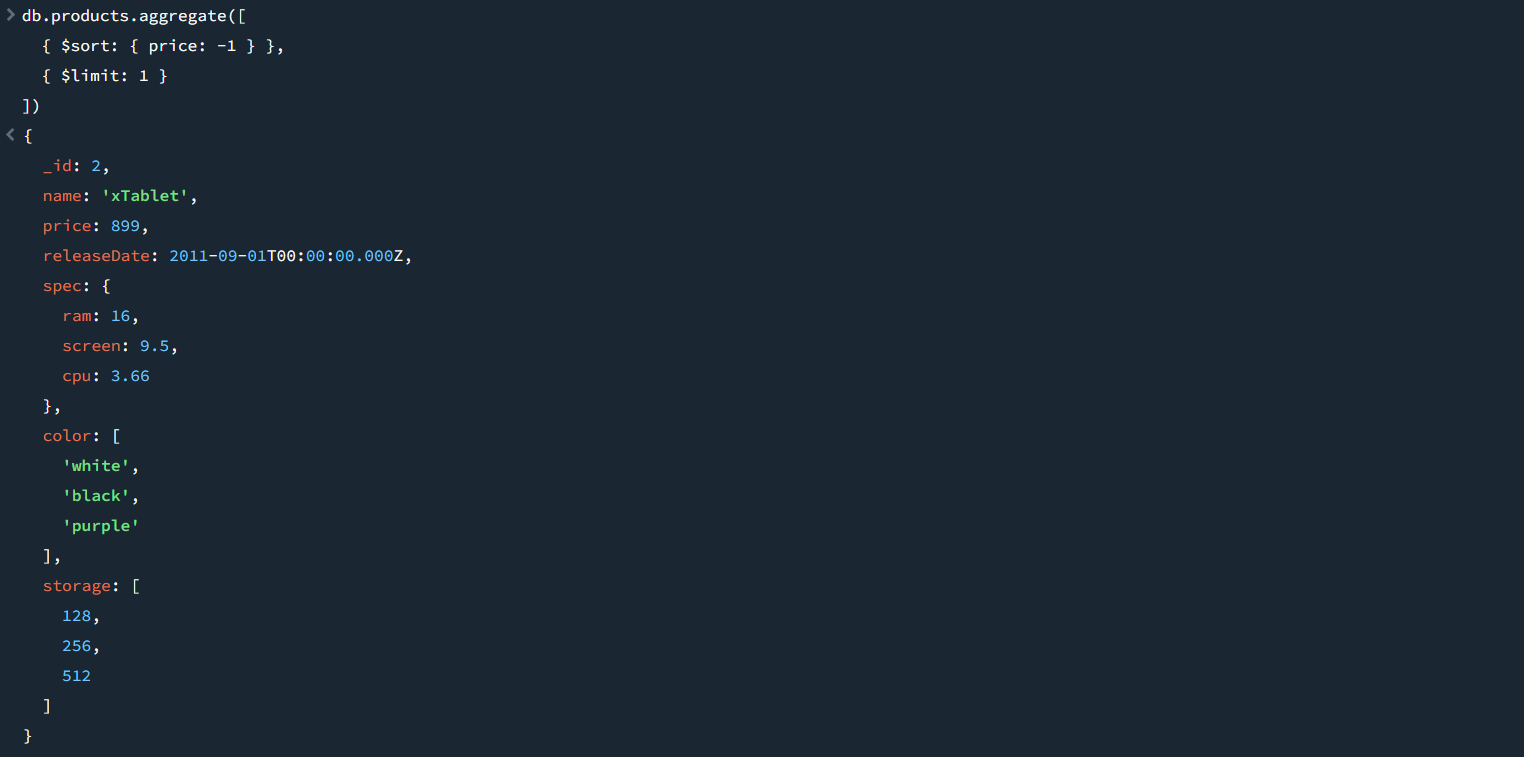 db.products.aggregate([
  { $sort: { price: -1 } },
  { $limit: 1 }
])
{
  _id: 2,
  name: 'xTablet',
  price: 899,
  releaseDate: 2011-09-01T00:00:00.000Z,
  spec: {
    ram: 16,
    screen: 9.5,
    cpu: 3.66
  },
  color: [
    'white',
    'black',
    'purple'
  ],
  storage: [
    128,
    256,
    512
  ]
}